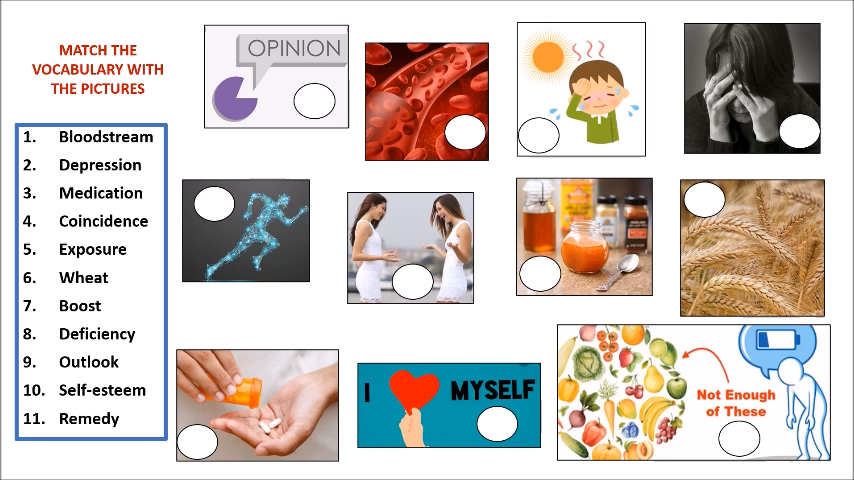 MATCH THE
VOCABULARY WITH
THE PICTURES
1. Bloodstream
2. Depression
3. Medication
4. Coincidence
5. Exposure
6. Wheat
7. Boost
8. Deficiency
9. Outlook
10. Self-esteem
11. Remedy
OPINION
I MYSELF
Not Enough
of These